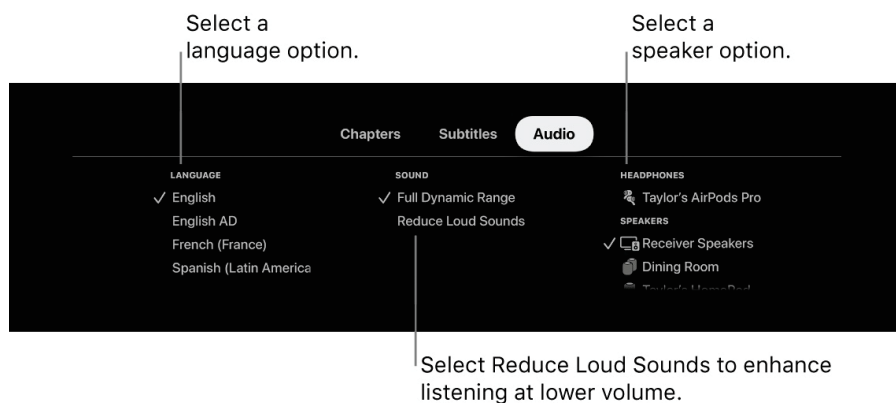 Select a
language option.
Select a
speaker option.
Chapters
Subtitles
Audio
LANGUAGE
English
English AD
French (France)
Spanish (Latin America
SOUND
Full Dynamic Range
Reduce Loud Sounds
HEADPHONES
Taylor's AirPods Pro
SPEAKERS
Receiver Speakers
Dining Room
Taylor's HomePod
Select Reduce Loud Sounds to enhance
listening at lower volume.